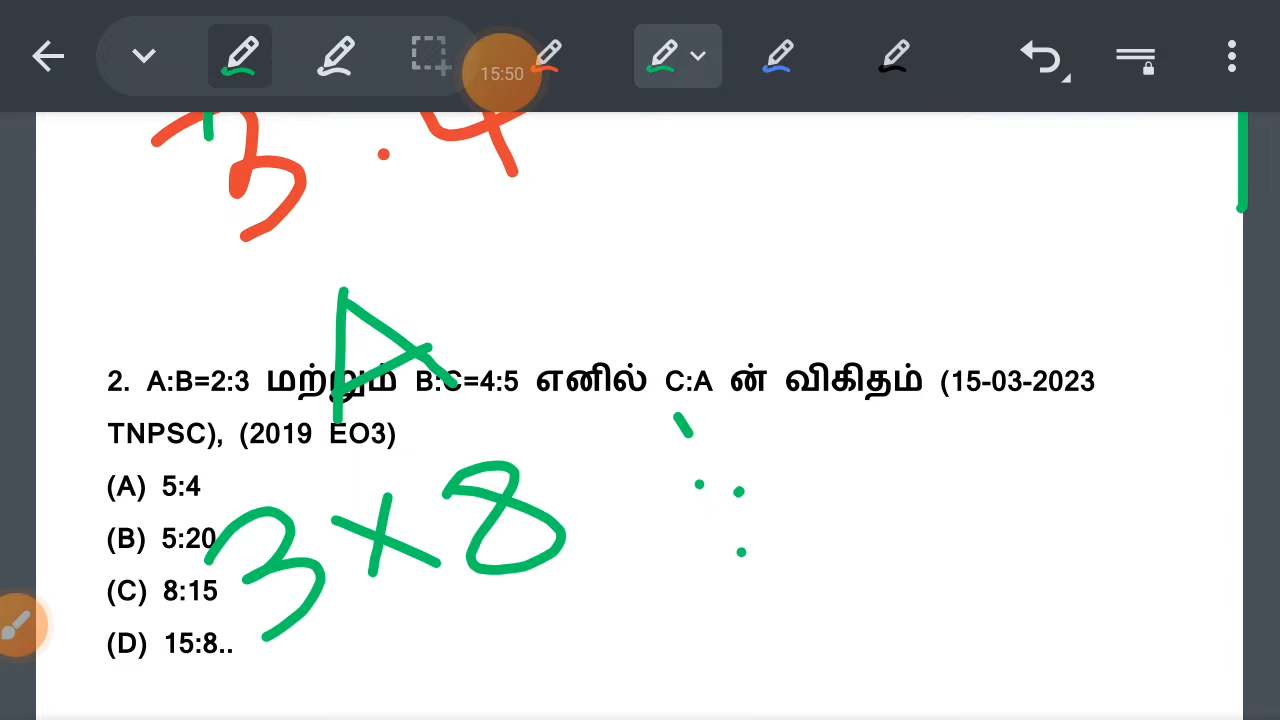 15:50
3 : 4
A
2. A:B=2:3 மற்றும் B:C=4:5 எனில் C:A ன் விகிதம் (15-03-2023
TNPSC), (2019 EO3)
(A) 5:4
(B) 5:20
3 × 8
(C) 8:15
(D) 15:8..